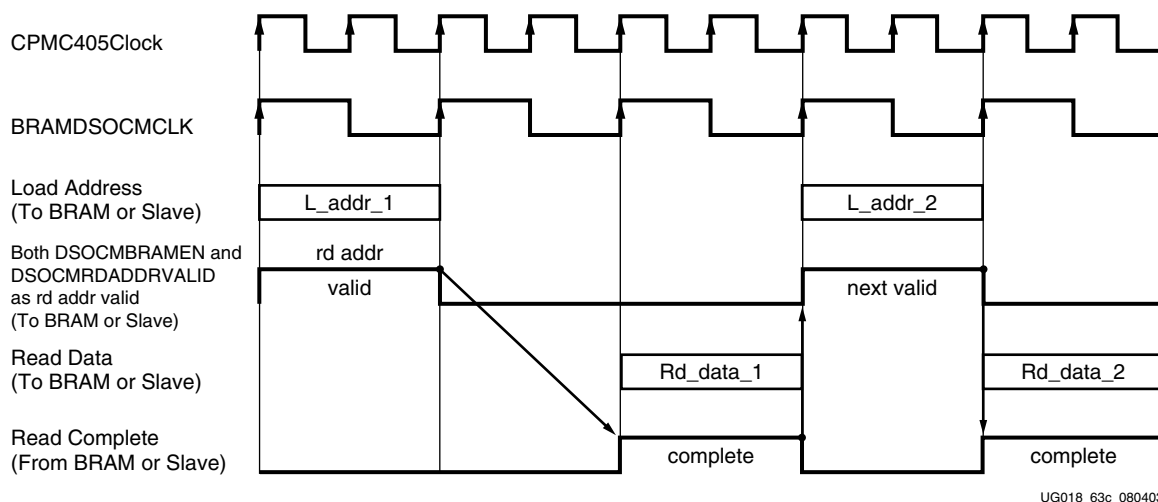 CPMC405Clock
BRAMDSOCMCLK
Load Address
(To BRAM or Slave)
L_addr_1
L_addr_2
Both DSOCMBRAMEN and
DSOCMRDADDRVALID
as rd addr valid
(To BRAM or Slave)
rd addr
valid
next valid
Read Data
(To BRAM or Slave)
Rd_data_1
Rd_data_2
Read Complete
(From BRAM or Slave)
complete
complete
UG018_63c_080403